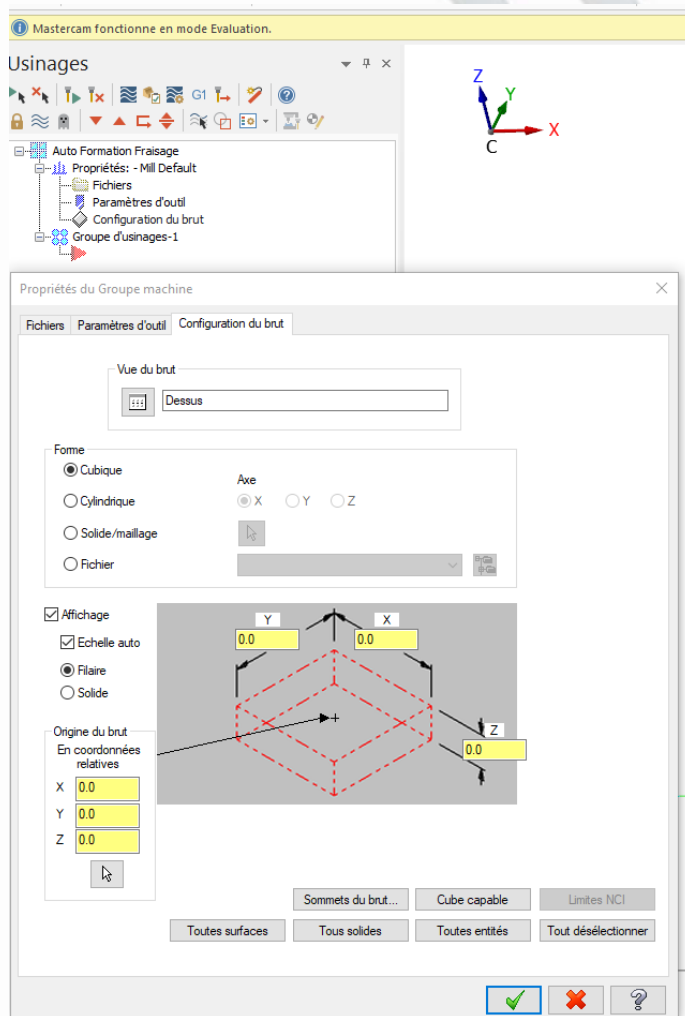 Mastercam fonctionne en mode Evaluation.
Usinages
G1
Z
Y
X
C
Auto Formation Fraisage
Propriétés: - Mill Default
Fichiers
Paramètres d'outil
Configuration du brut
Groupe d'usinages-1
Propriétés du Groupe machine
Fichiers Paramètres d'outil Configuration du brut
Vue du brut
Dessus
Forme
Cubique
Axe
Cylindrique X Y Z
Solide/maillage
Fichier
Affichage
Y X
Echelle auto 0.0 0.0
Filaire
Solide
Origine du brut Z
En coordonnées 0.0
relatives
X 0.0
Y 0.0
Z 0.0
Sommets du brut... Cube capable Limites NCI
Toutes surfaces Tous solides Toutes entités Tout désélectionner